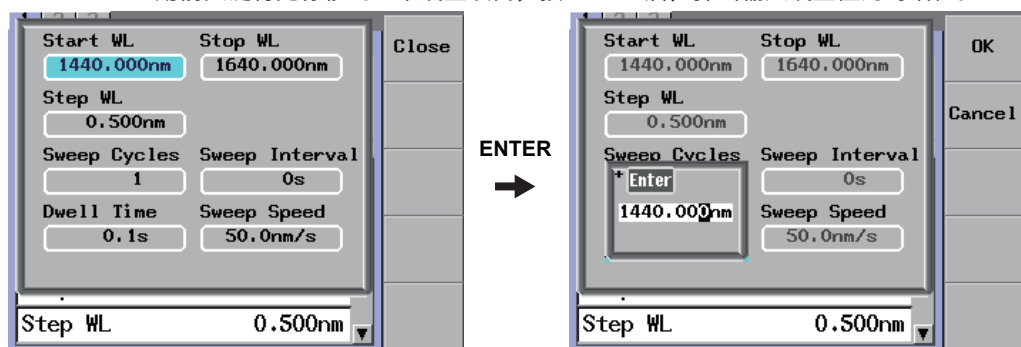 Start WL Stop WL
1440.000nm 1640.000nm
Close
Step WL
0.500nm
Sweep Cycles Sweep Interval
1 0s
Dwell Time Sweep Speed
0.1s 50.0nm/s
Step WL 0.500nm
ENTER
Start WL Stop WL
1440.000nm 1640.000nm
OK
Step WL
0.500nm
Cancel
Sweep Cycles Sweep Interval
Enter
0s
1440.000nm
Sweep Speed
50.0nm/s
Step WL 0.500nm